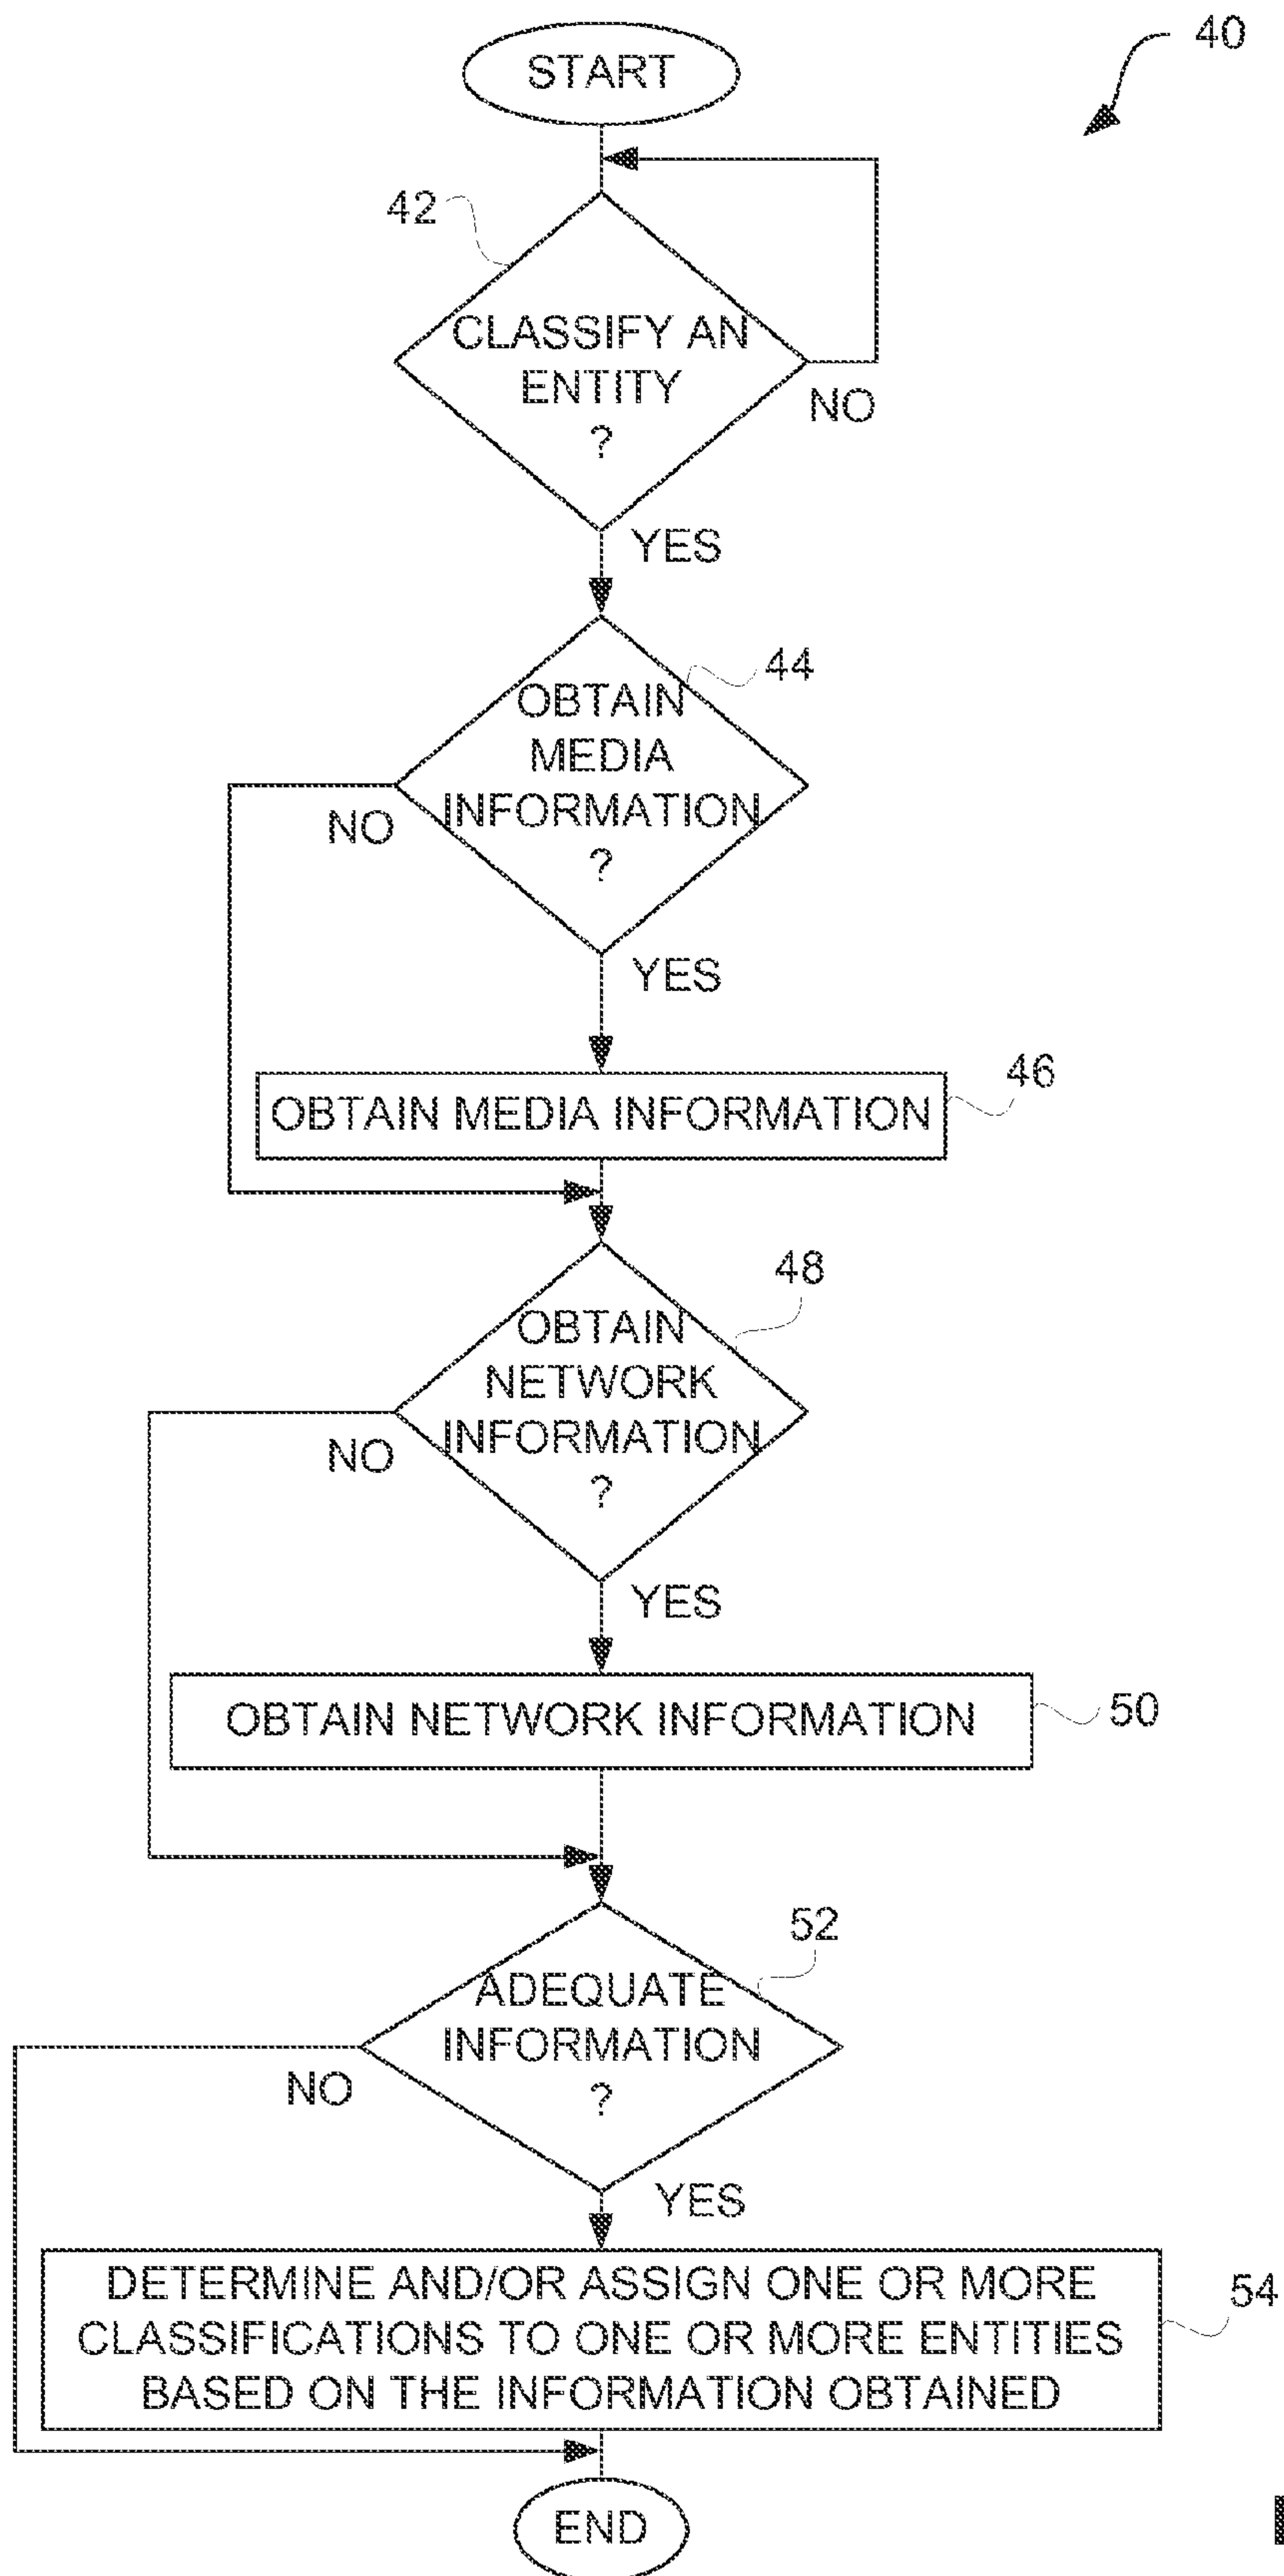 40
START
42
CLASSIFY AN
ENTITY
?
NO
YES
44
OBTAIN
MEDIA
INFORMATION
?
NO
YES
46
OBTAIN MEDIA INFORMATION
48
OBTAIN
NETWORK
INFORMATION
?
NO
YES
OBTAIN NETWORK INFORMATION
50
52
ADEQUATE
INFORMATION
?
NO
YES
DETERMINE AND/OR ASSIGN ONE OR MORE
CLASSIFICATIONS TO ONE OR MORE ENTITIES
BASED ON THE INFORMATION OBTAINED
54
END